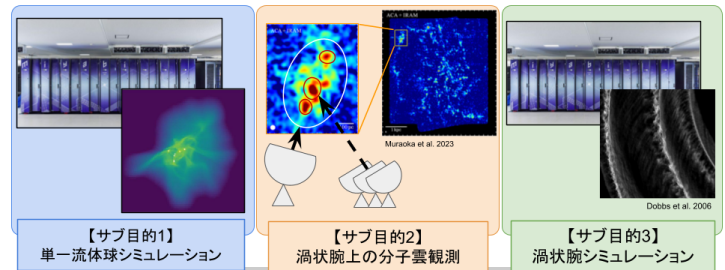 ACA + IRAM
ACA + IRAM
1 kpc
Muraoka et al. 2023
Dobbs et al. 2006
【サブ目的1】
単一流体球シミュレーション
【サブ目的2】
渦状腕上の分子雲観測
【サブ目的3】
渦状腕シミュレーション